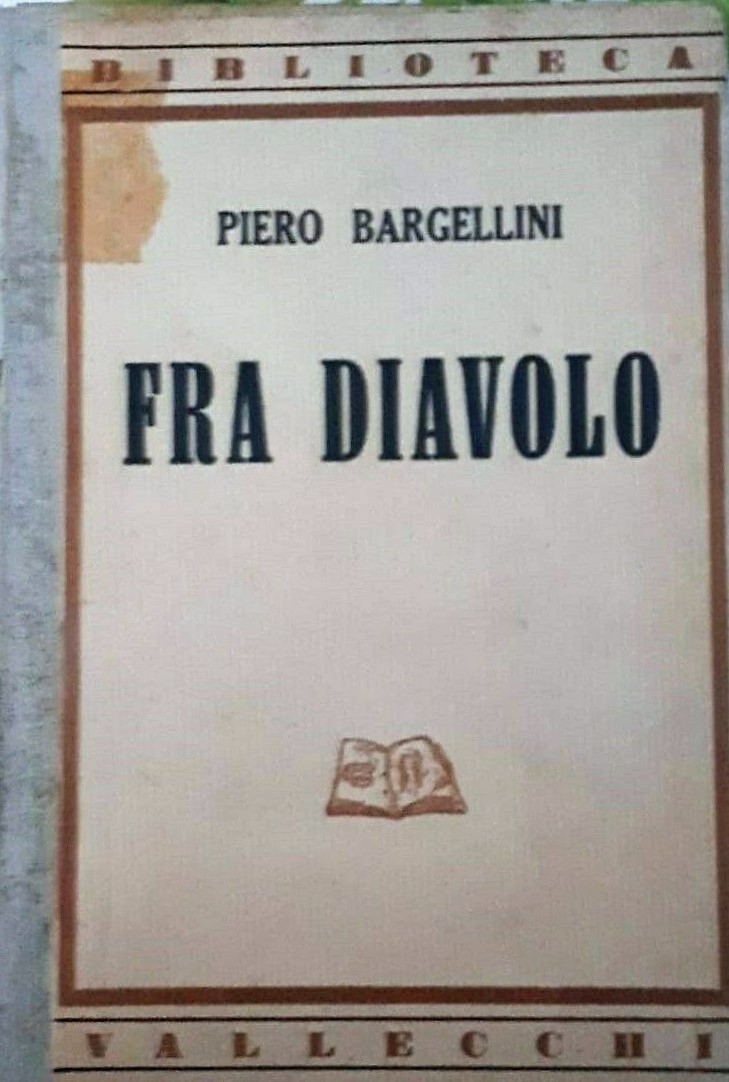 BIBLIOTECA
PIERO BARGELLINI
FRA DIAVOLO
VALLECCHI